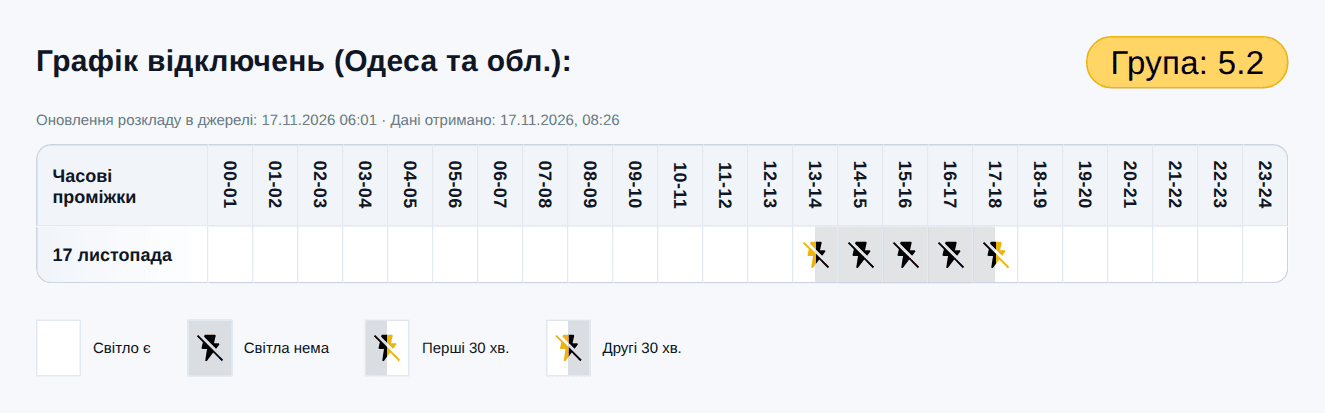 Графік відключень (Одеса та обл.):
Група: 5.2
Оновлення розкладу в джерелі: 17.11.2026 06:01 · Дані отримано: 17.11.2026, 08:26
Часові
проміжки
00-01
01-02
02-03
03-04
04-05
05-06
06-07
07-08
08-09
09-10
10-11
11-12
12-13
13-14
14-15
15-16
16-17
17-18
18-19
19-20
20-21
21-22
22-23
23-24
17 листопада
Світло є
Світла нема
Перші 30 хв.
Другі 30 хв.